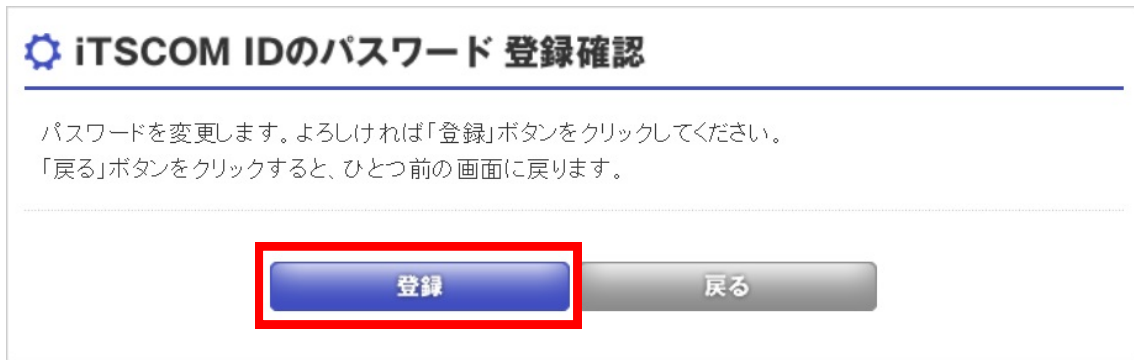 iTSCOM IDのパスワード 登録確認
パスワードを変更します。よろしければ「登録」ボタンをクリックしてください。
「戻る」ボタンをクリックすると、ひとつ前の画面に戻ります。
登録
戻る